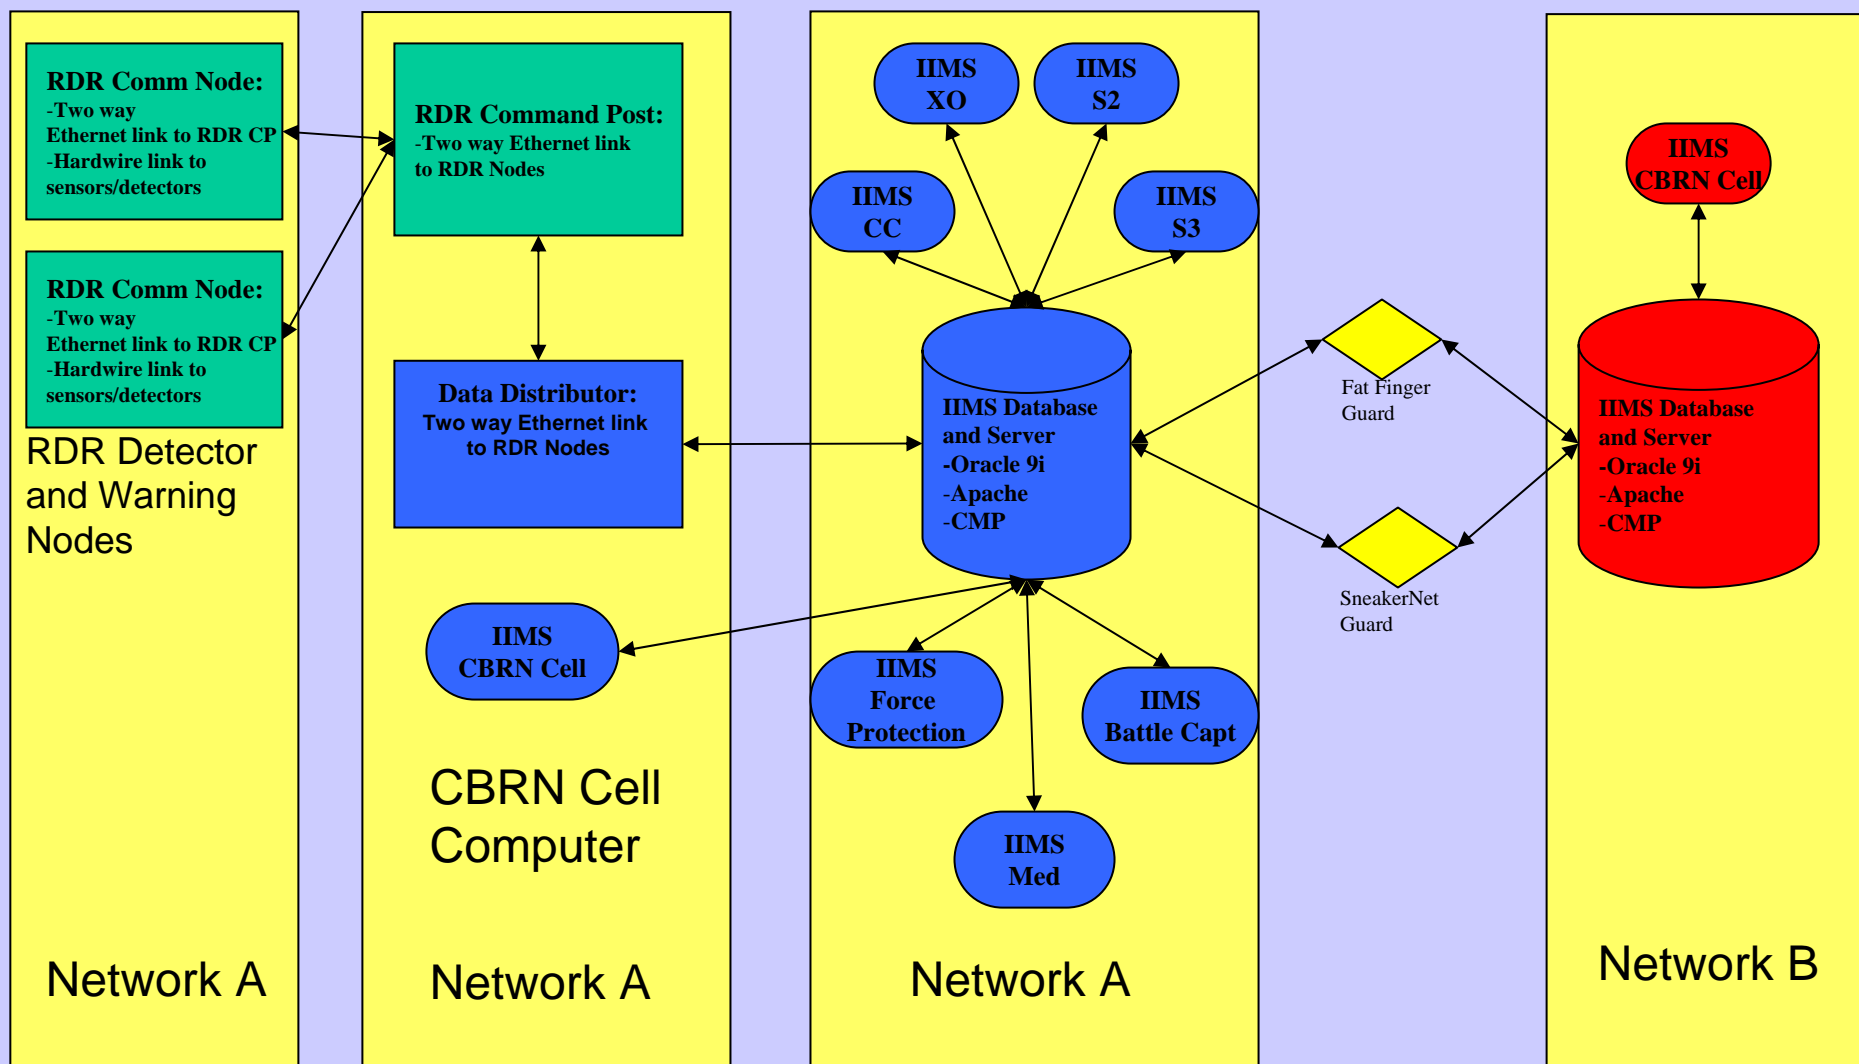 RDR Comm Node:
-Two way
Ethernet link to RDR CP
-Hardwire link to
sensors/detectors
RDR Comm Node:
-Two way
Ethernet link to RDR CP
-Hardwire link to
sensors/detectors
RDR Detector
and Warning
Nodes
Network A
RDR Command Post:
-Two way Ethernet link
to RDR Nodes
Data Distributor:
Two way Ethernet link
to RDR Nodes
IIMS
CBRN Cell
CBRN Cell
Computer
Network A
IIMS
XO
IIMS
S2
IIMS
CC
IIMS
S3
IIMS Database
and Server
-Oracle 9i
-Apache
-CMP
IIMS
Force
Protection
IIMS
Battle Capt
IIMS
Med
Network A
Fat Finger
Guard
SneakerNet
Guard
IIMS
CBRN Cell
IIMS Database
and Server
-Oracle 9i
-Apache
-CMP
Network B